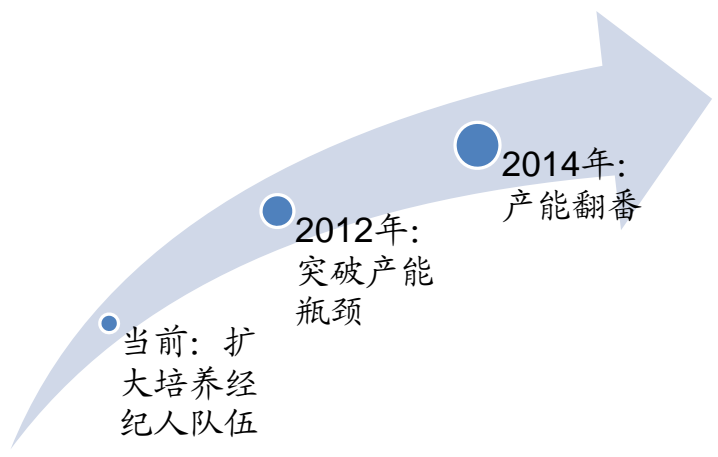 当前：扩
大培养经
纪人队伍
2012年：
突破产能
瓶颈
2014年：
产能翻番